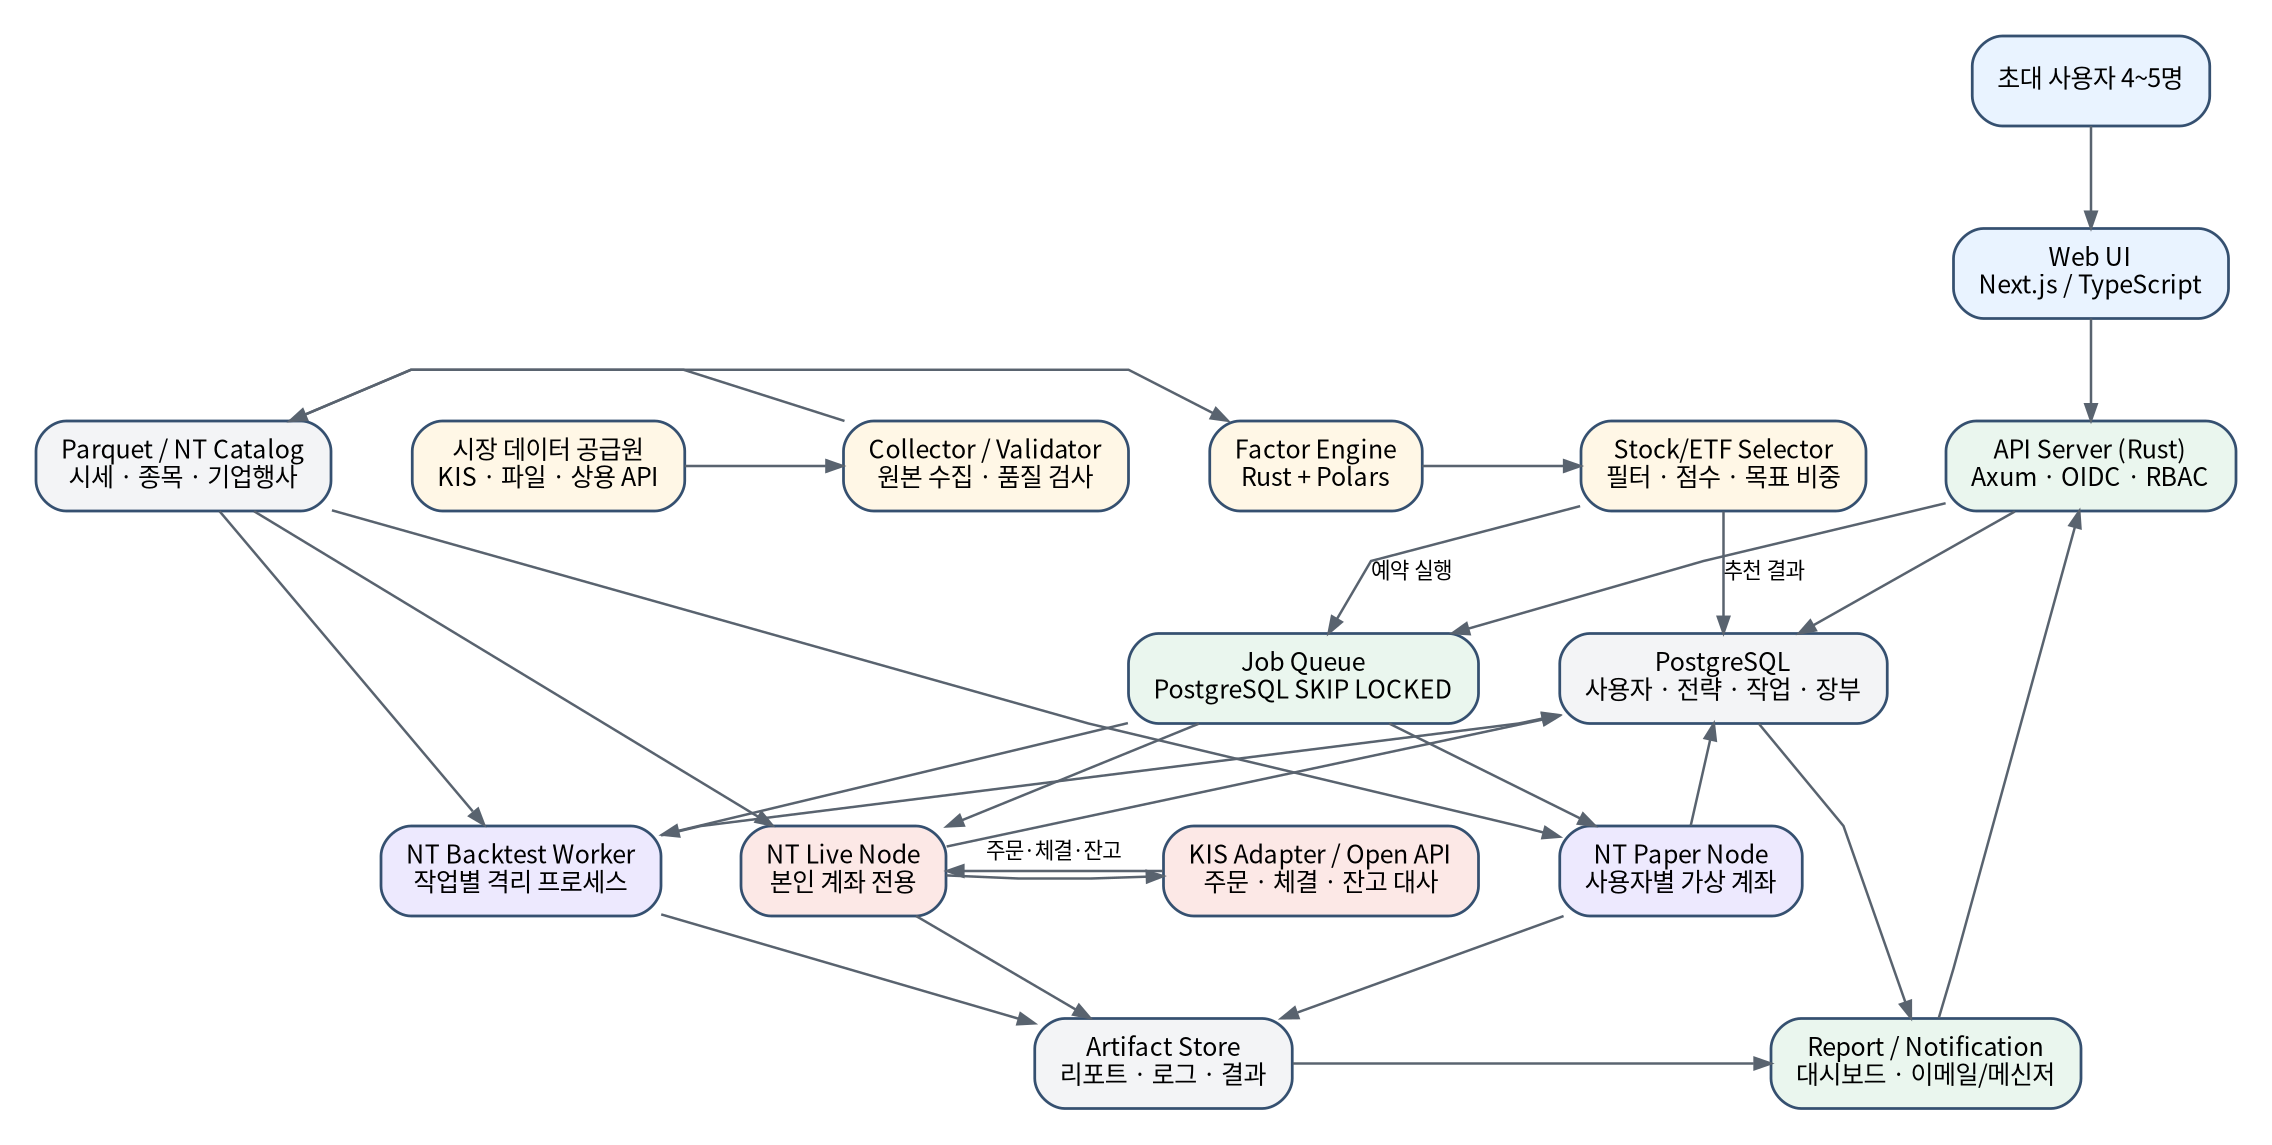 초대 사용자 4~5명
Web UI
Next.js / TypeScript
Parquet / NT Catalog
시세 · 종목 · 기업행사
시장 데이터 공급원
KIS · 파일 · 상용 API
Collector / Validator
원본 수집 · 품질 검사
Factor Engine
Rust + Polars
Stock/ETF Selector
필터 · 점수 · 목표 비중
API Server (Rust)
Axum · OIDC · RBAC
예약 실행
추천 결과
Job Queue
PostgreSQL SKIP LOCKED
PostgreSQL
사용자 · 전략 · 작업 · 장부
NT Backtest Worker
작업별 격리 프로세스
NT Live Node
본인 계좌 전용
주문·체결·잔고
KIS Adapter / Open API
주문 · 체결 · 잔고 대사
NT Paper Node
사용자별 가상 계좌
Artifact Store
리포트 · 로그 · 결과
Report / Notification
대시보드 · 이메일/메신저